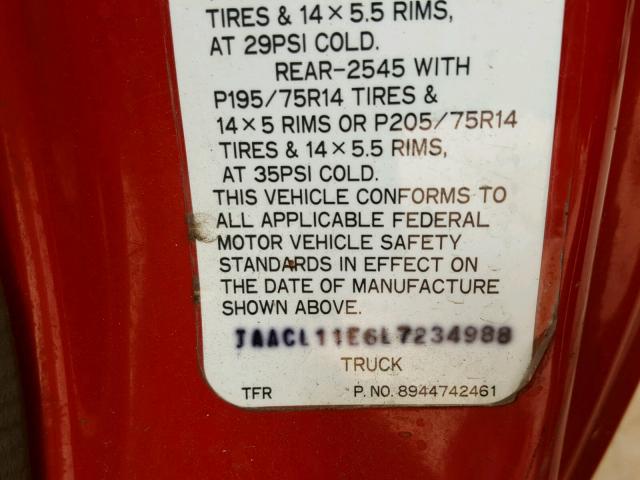 TIRES & 14×5.5 RIMS,
AT 29PSI COLD.
REAR-2545 WITH
P195/75R14 TIRES &
14×5 RIMS OR P205/75R14
TIRES & 14×5.5 RIMS,
AT 35PSI COLD.
THIS VEHICLE CONFORMS TO
ALL APPLICABLE FEDERAL
MOTOR VEHICLE SAFETY
STANDARDS IN EFFECT ON
THE DATE OF MANUFACTURE
SHOWN ABOVE.
JAACL11E6L7234988
TRUCK
TFR P. NO. 8944742461